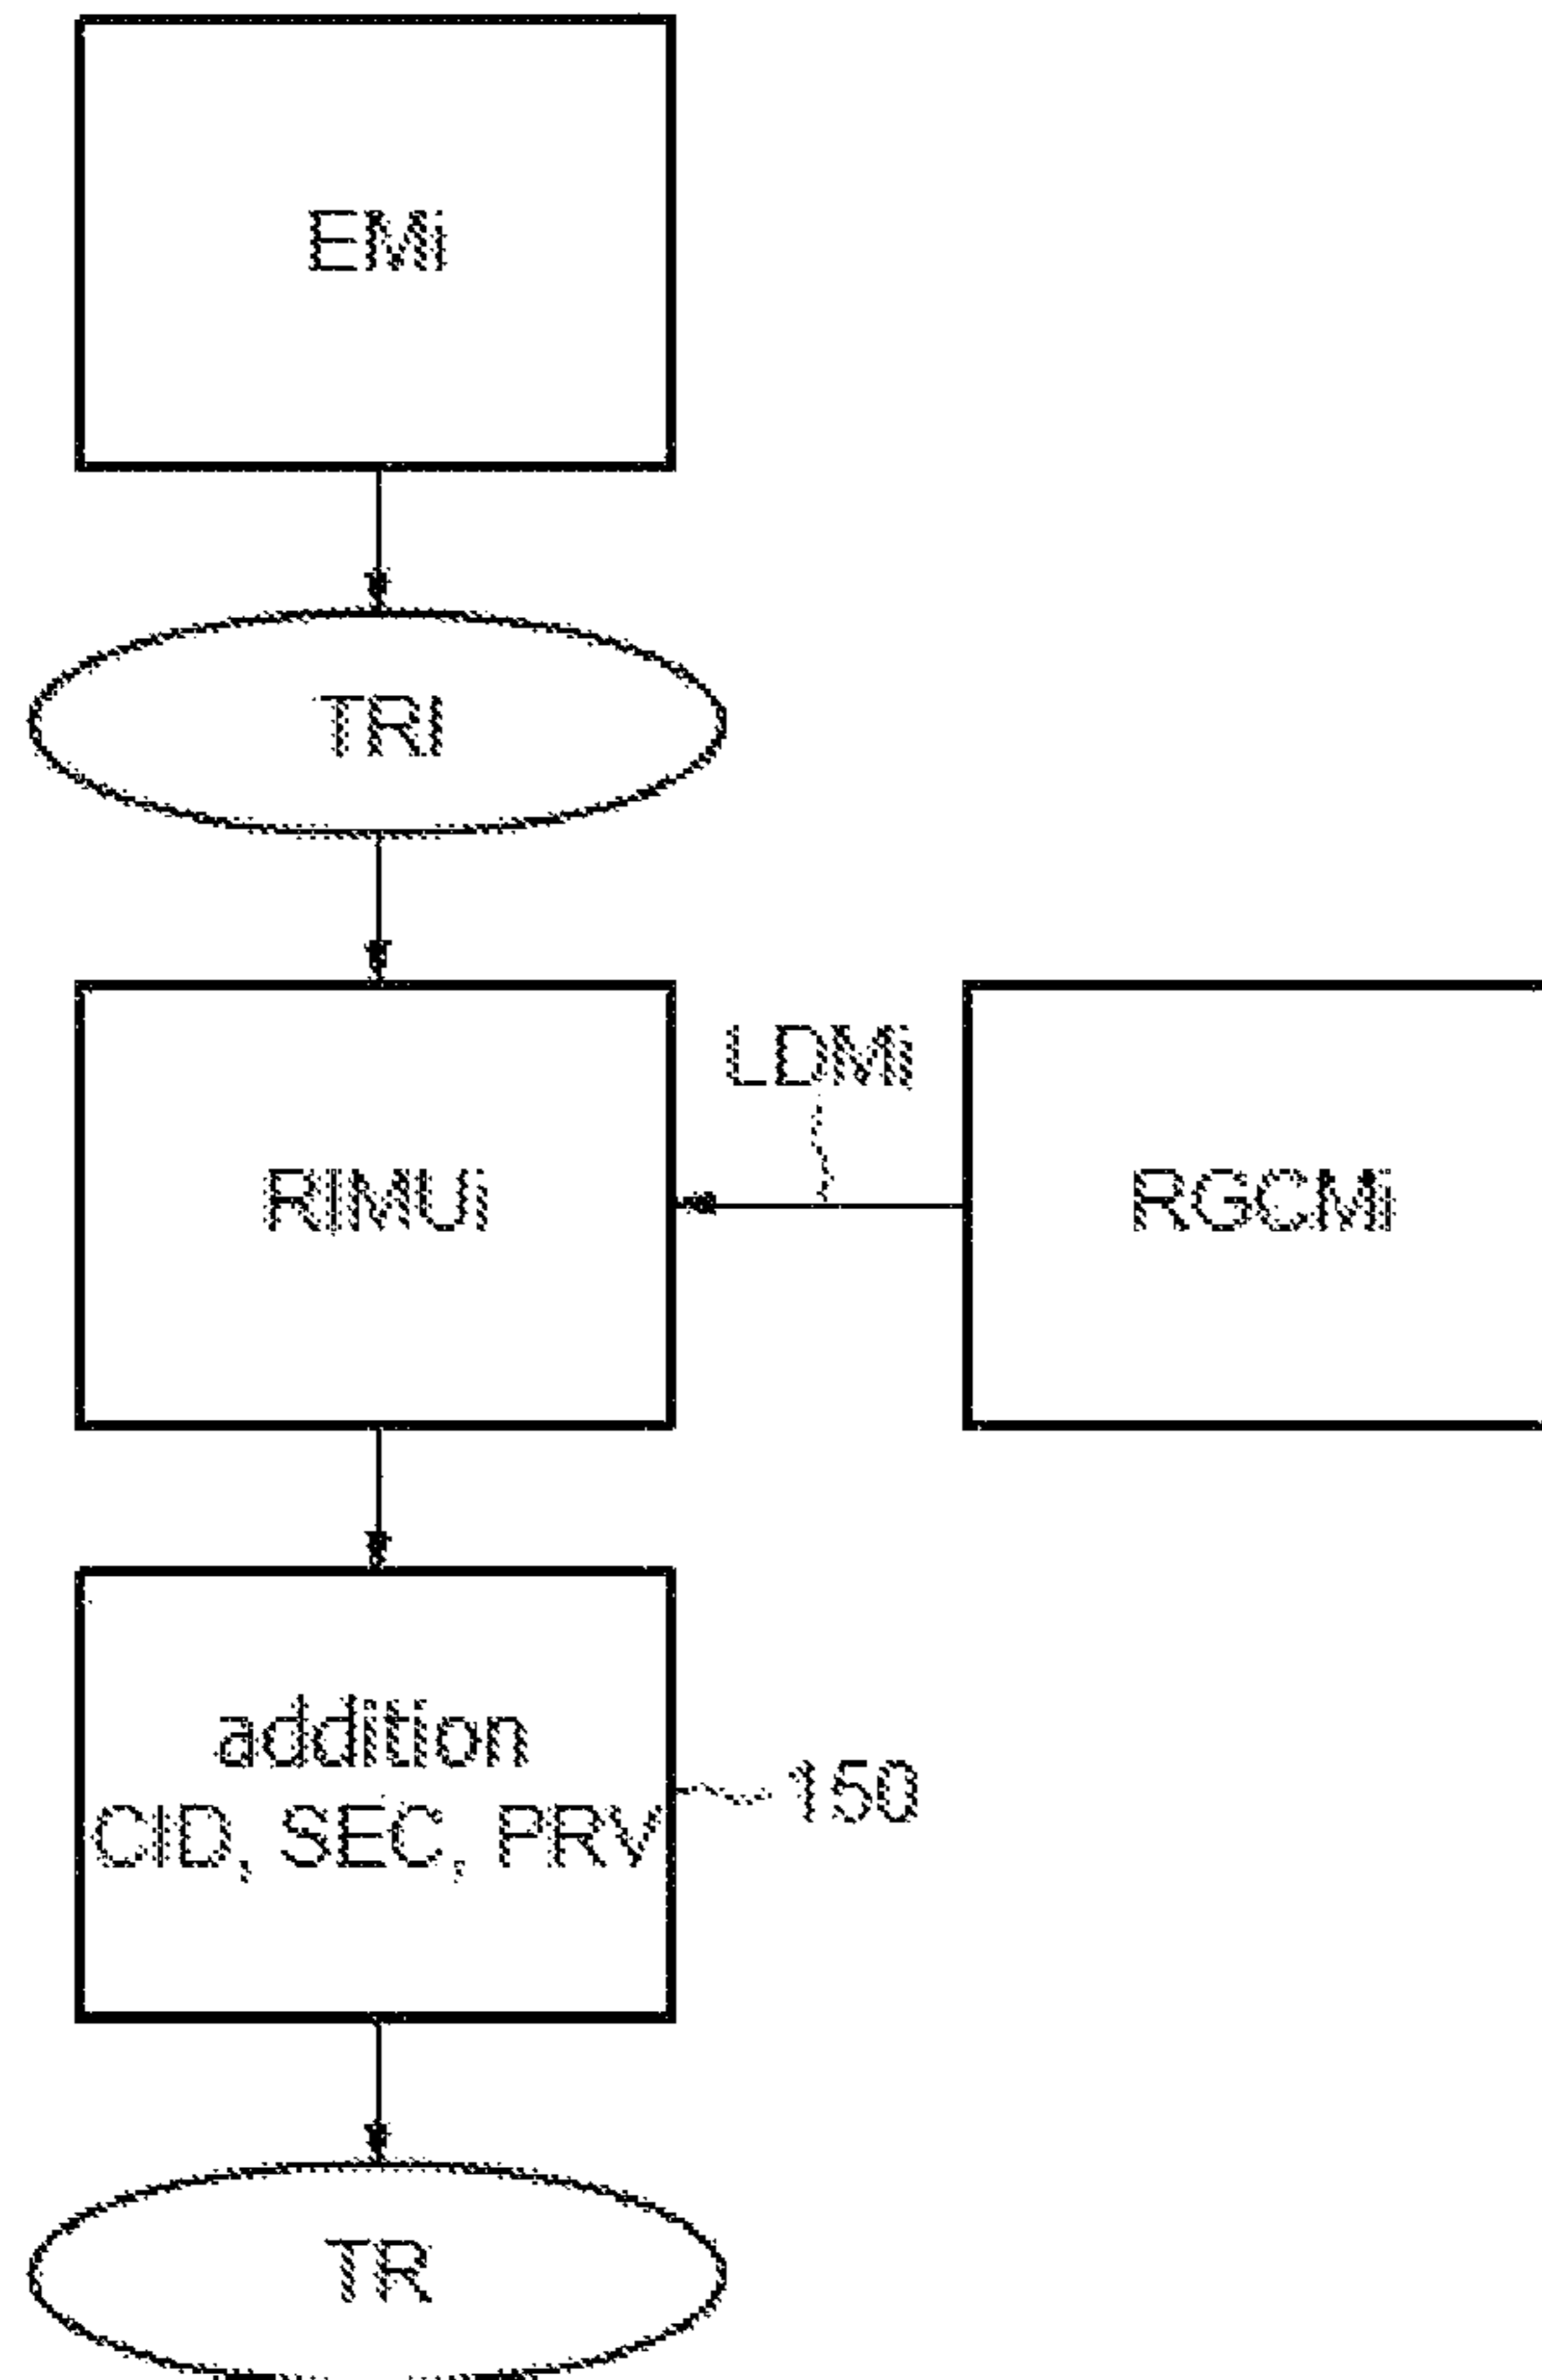 EMi
TRI
LDMi
RIMUi
RGCMi
addition
CID, SEC, PRV
150
TR